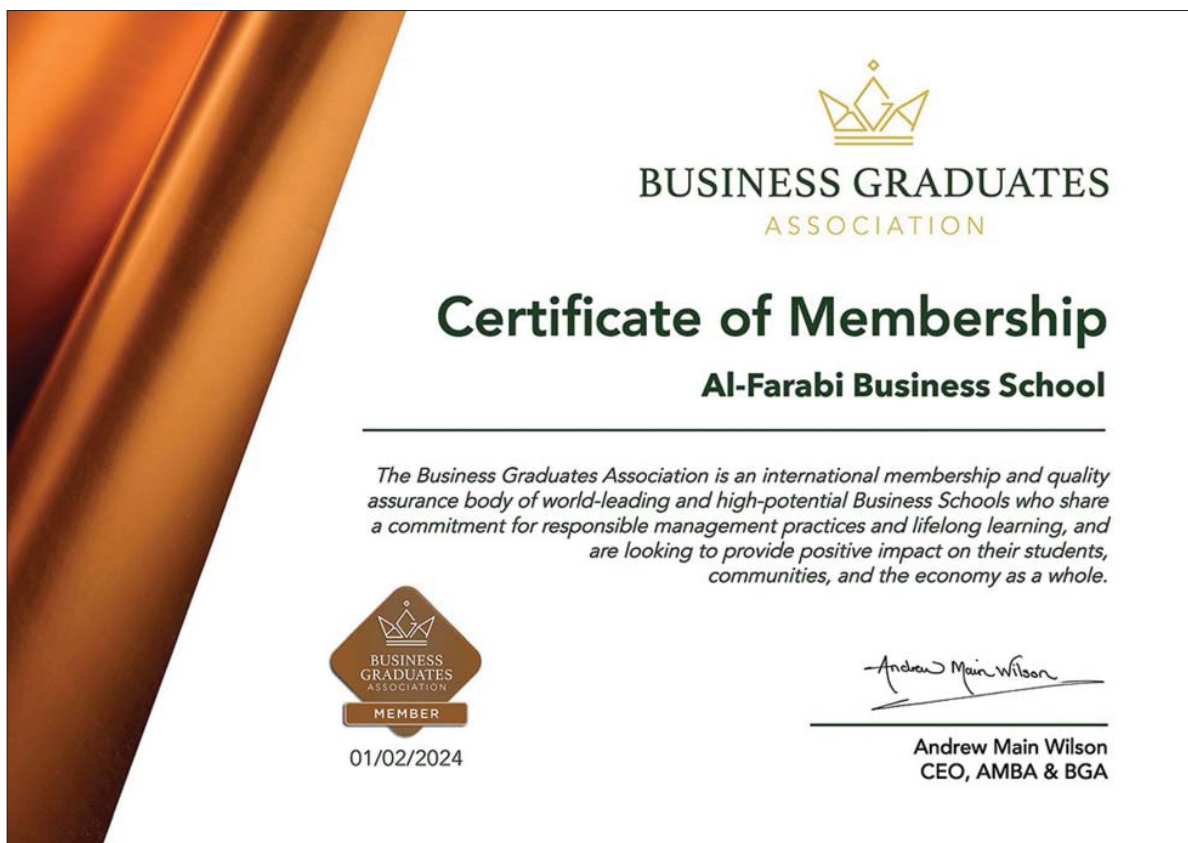 BUSINESS GRADUATES
ASSOCIATION
Certificate of Membership
Al-Farabi Business School
The Business Graduates Association is an international membership and quality
assurance body of world-leading and high-potential Business Schools who share
a commitment for responsible management practices and lifelong learning, and
are looking to provide positive impact on their students,
communities, and the economy as a whole.
BUSINESS
GRADUATES
ASSOCIATION
MEMBER
01/02/2024
Andrew Main Wilson
Andrew Main Wilson
CEO, AMBA & BGA